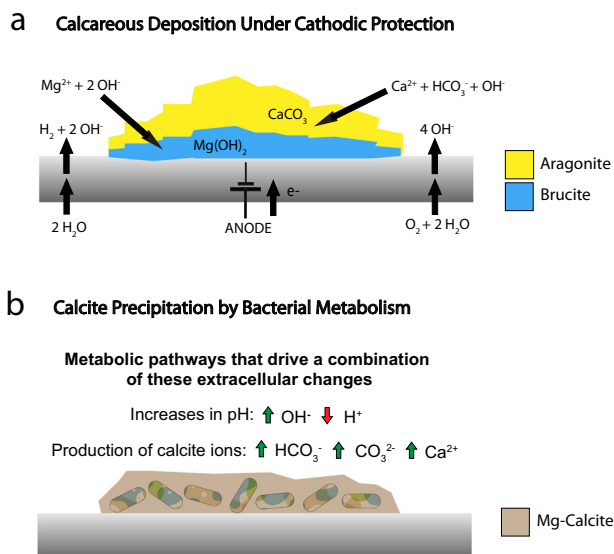 a Calcareous Deposition Under Cathodic Protection
Mg²⁺ + 2 OH⁻
Ca²⁺ + HCO₃⁻ + OH⁻
H₂ + 2 OH⁻
CaCO₃
4 OH⁻
Mg(OH)₂
Aragonite
Brucite
e-
2 H₂O
ANODE
O₂ + 2 H₂O
b Calcite Precipitation by Bacterial Metabolism
Metabolic pathways that drive a combination
of these extracellular changes
Increases in pH: ⬆ OH⁻ ⬇ H⁺
Production of calcite ions: ⬆ HCO₃⁻ ⬆ CO₃²⁻ ⬆ Ca²⁺
Mg-Calcite